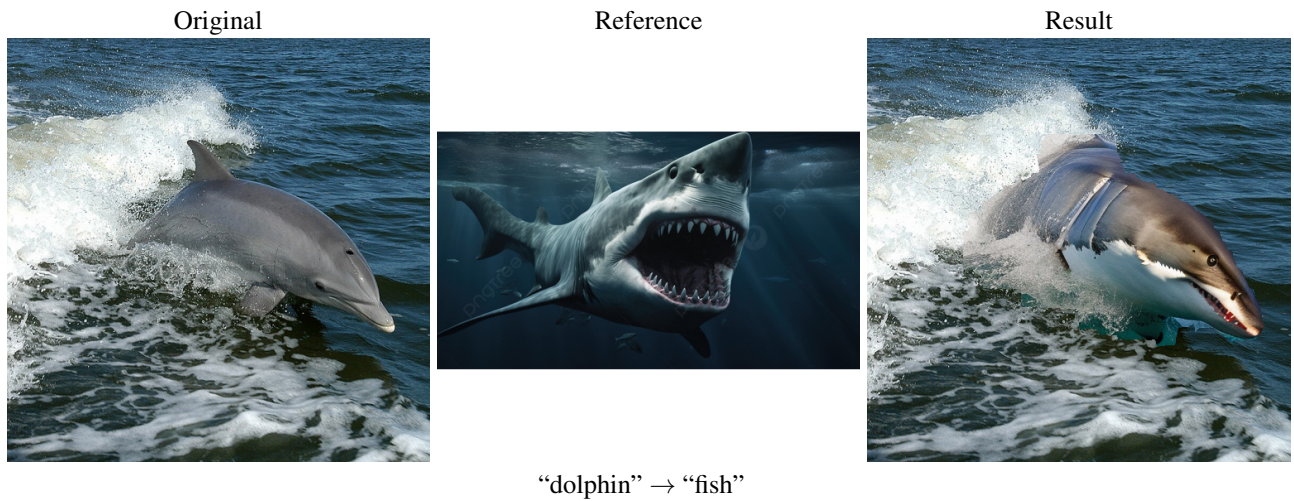 Original
Reference
Result
“dolphin” → “fish”